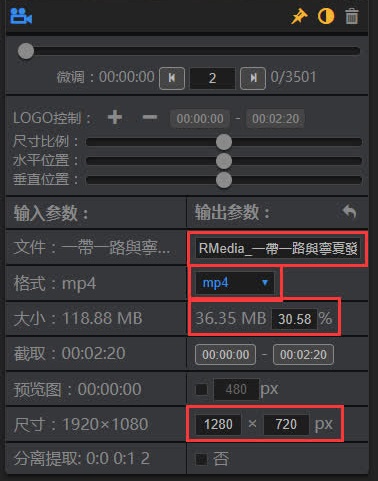 微调：00:00:00 2 0/3501
LOGO控制： 00:00:00 - 00:02:20
尺寸比例：
水平位置：
垂直位置：
输入参数： 输出参数：
文件：一帶一路與寧... RMedia_一帶一路與寧夏發
格式：mp4 mp4
大小：118.88 MB 36.35 MB 30.58 %
截取：00:02:20 00:00:00 - 00:02:20
预览图：00:00:00 480 px
尺寸：1920×1080 1280 × 720 px
分离提取: 0:0 0:1 2 否